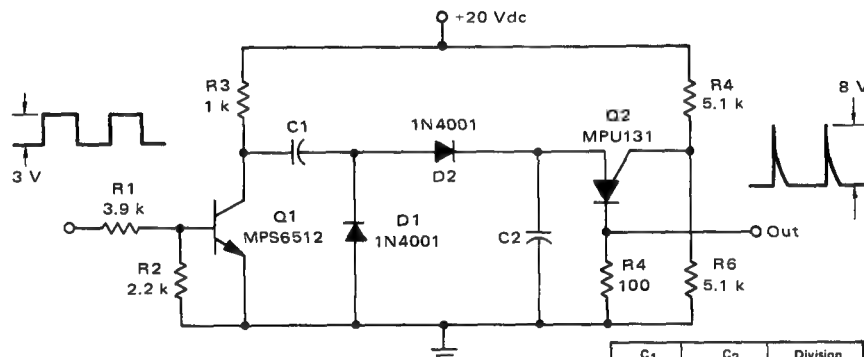 +20 Vdc
R3
1 k
R4
5.1 k
8 V
C1
1N4001
Q2
MPU131
3 V
D2
R1
3.9 k
Q1
MPS6512
D1
1N4001
C2
Out
R2
2.2 k
R4
100
R6
5.1 k
C1 C2 Division